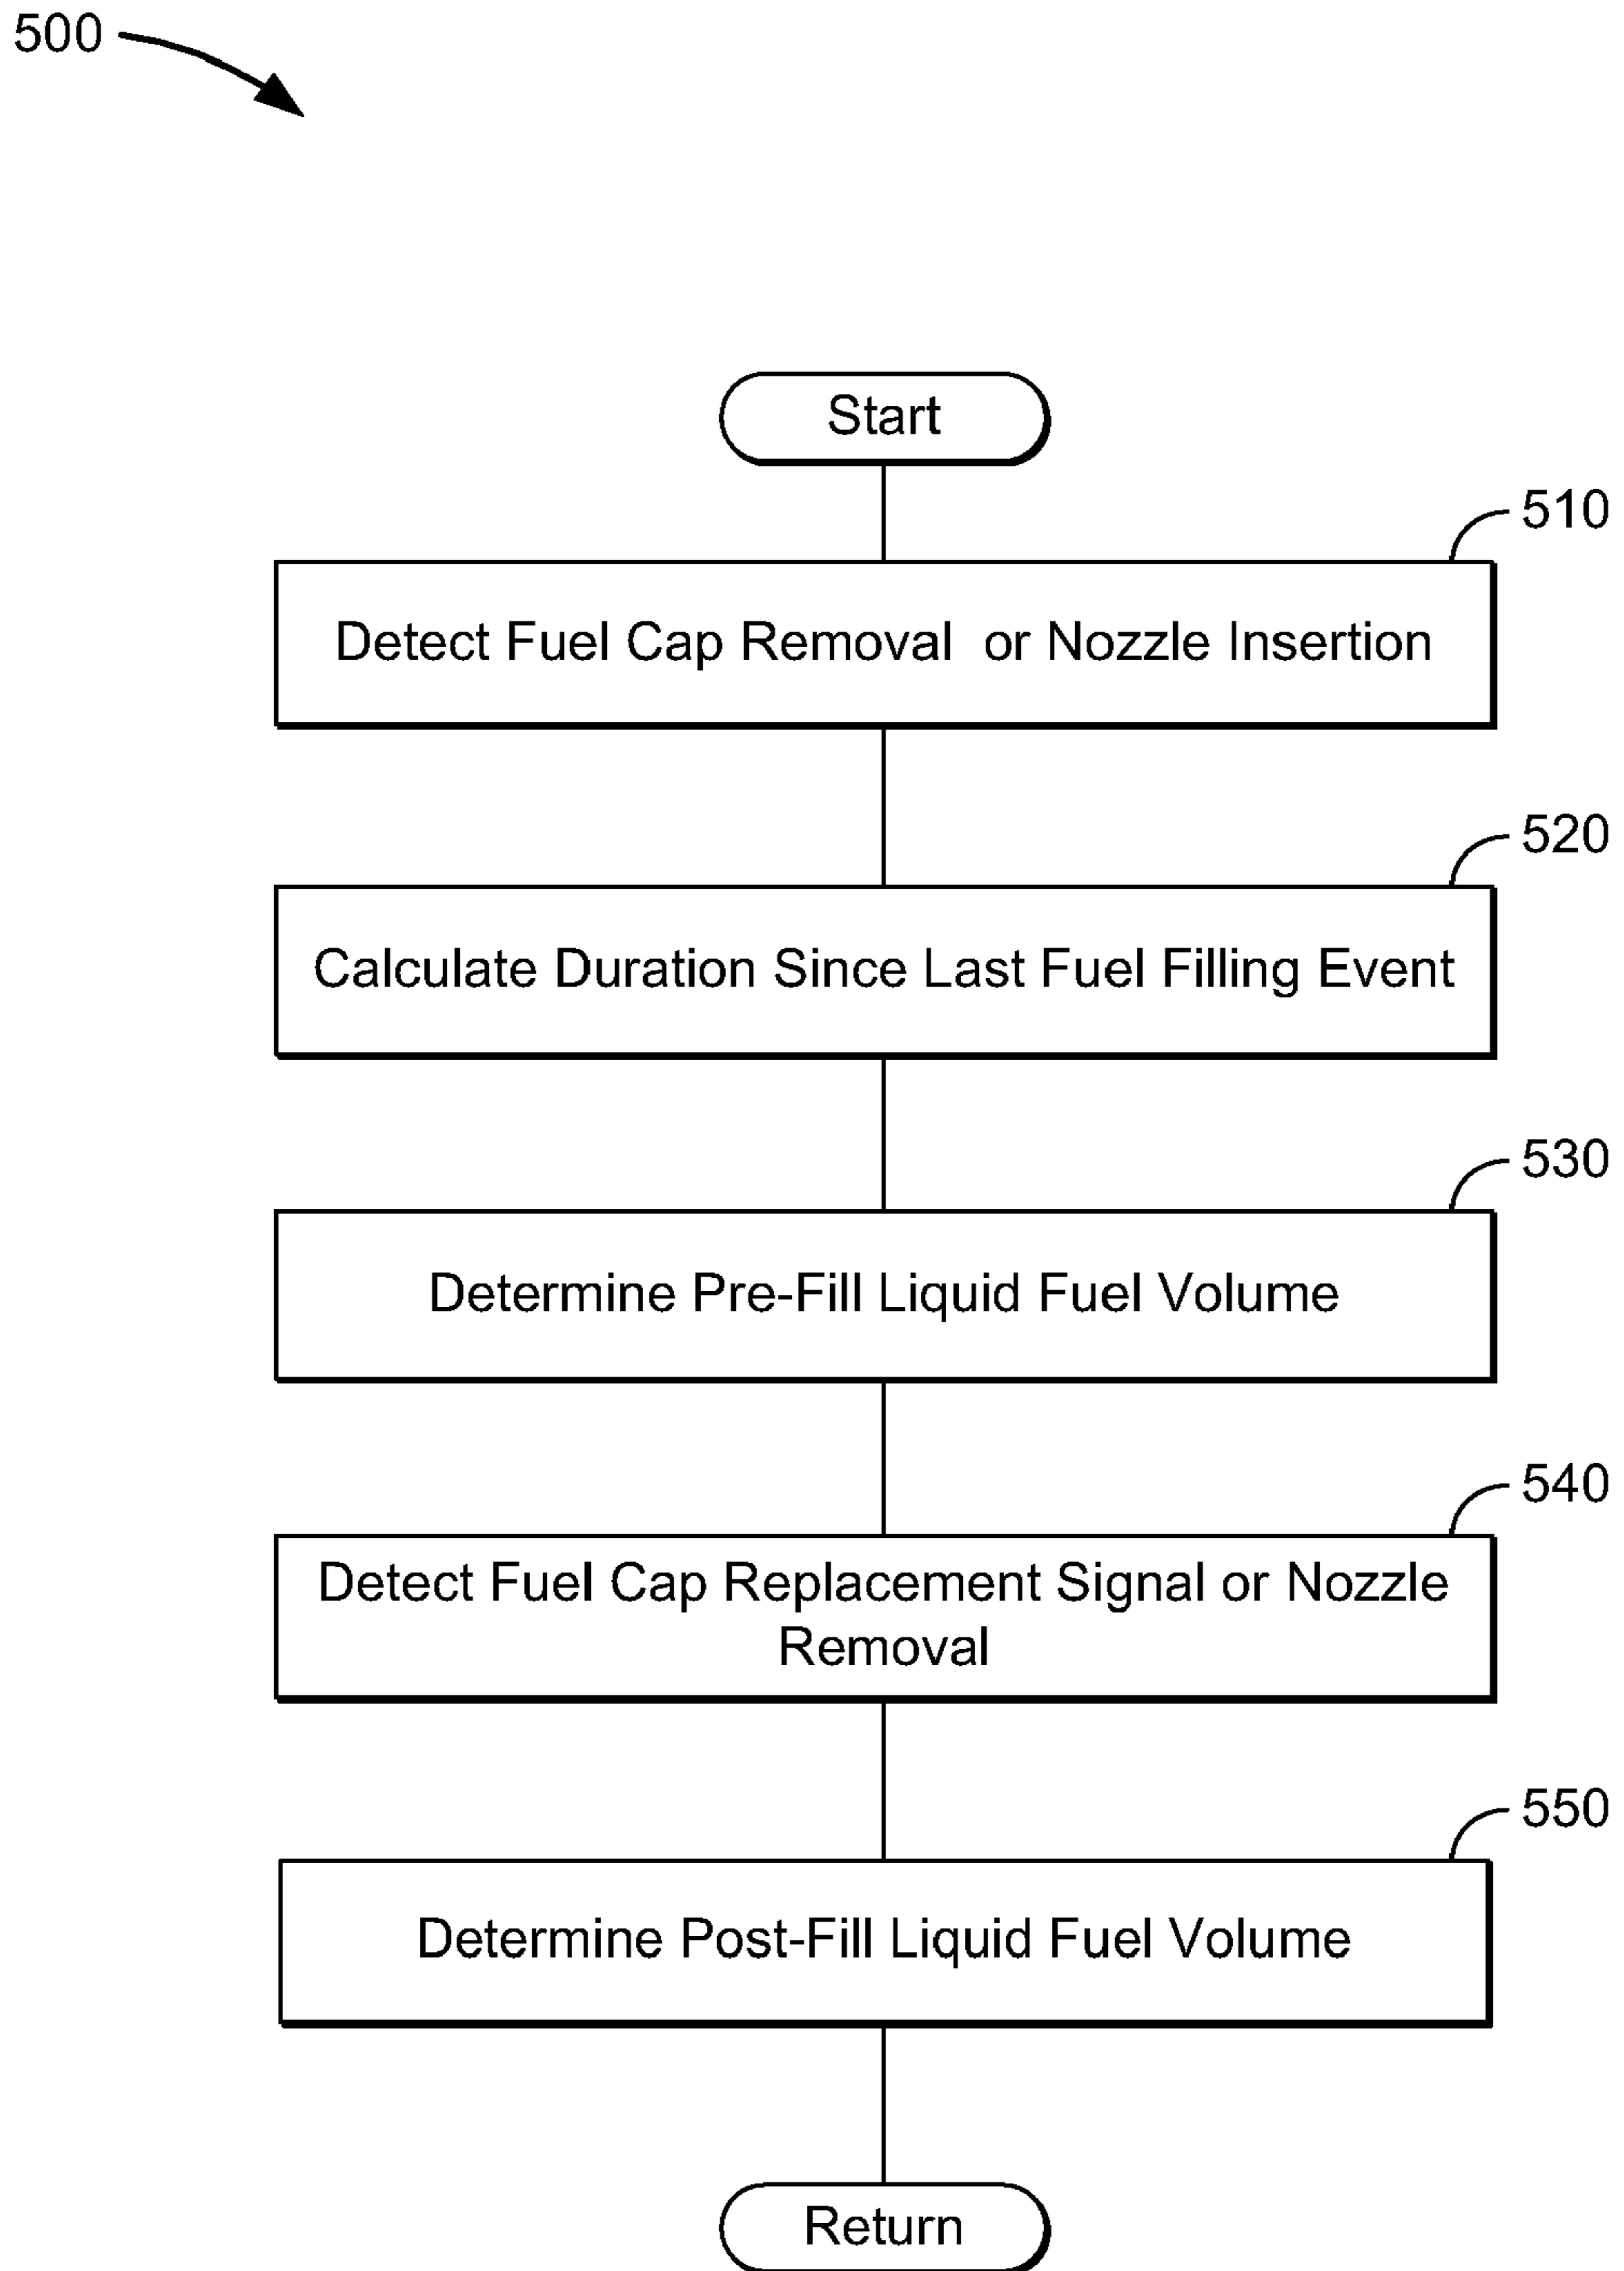 500
Start
510
Detect Fuel Cap Removal or Nozzle Insertion
520
Calculate Duration Since Last Fuel Filling Event
530
Determine Pre-Fill Liquid Fuel Volume
540
Detect Fuel Cap Replacement Signal or Nozzle
Removal
550
Determine Post-Fill Liquid Fuel Volume
Return